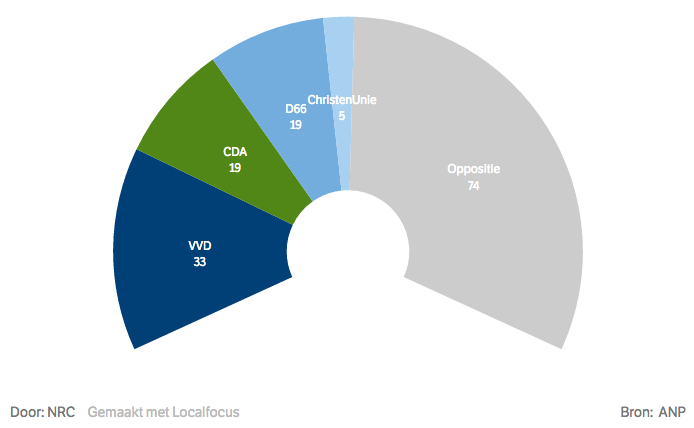 ChristenUnie
5
D66
19
CDA
19
Oppositie
74
VVD
33
Door: NRC Gemaakt met Localfocus
Bron: ANP